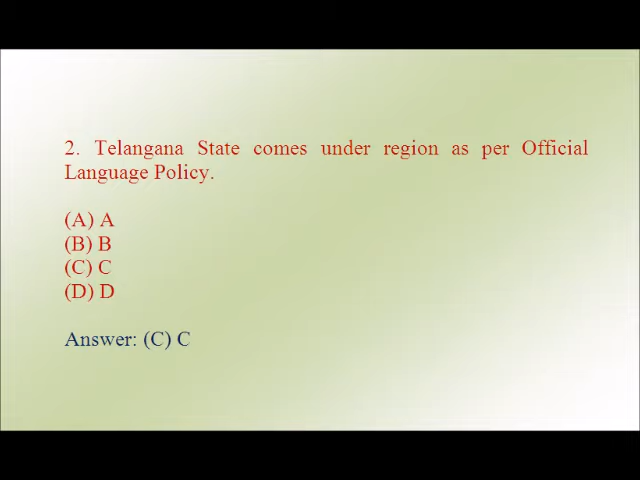 2. Telangana State comes under region as per Official
Language Policy.
(A) A
(B) B
(C) C
(D) D
Answer: (C) C